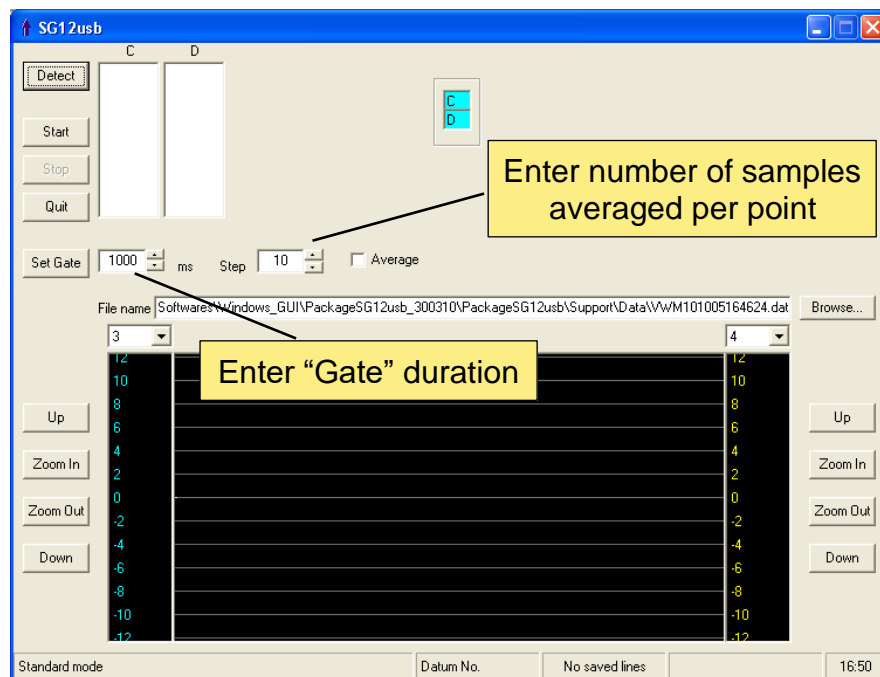 SG12usb
C D
Detect
Start
Stop
Quit
C
D
Enter number of samples
averaged per point
Set Gate 1000 ms Step 10 Average
File name Softwares\Windows_GUI\PackageSG12usb_300310\PackageSG12usb\Support\Data\VWM101005164624.dat Browse...
3 4
Enter “Gate” duration
12 12
10 10
8 8
Up 6 6 Up
4 4
Zoom In 2 2 Zoom In
0 0
Zoom Out -2 -2 Zoom Out
-4 -4
Down -6 -6 Down
-8 -8
-10 -10
-12 -12
Standard mode Datum No. No saved lines 16:50